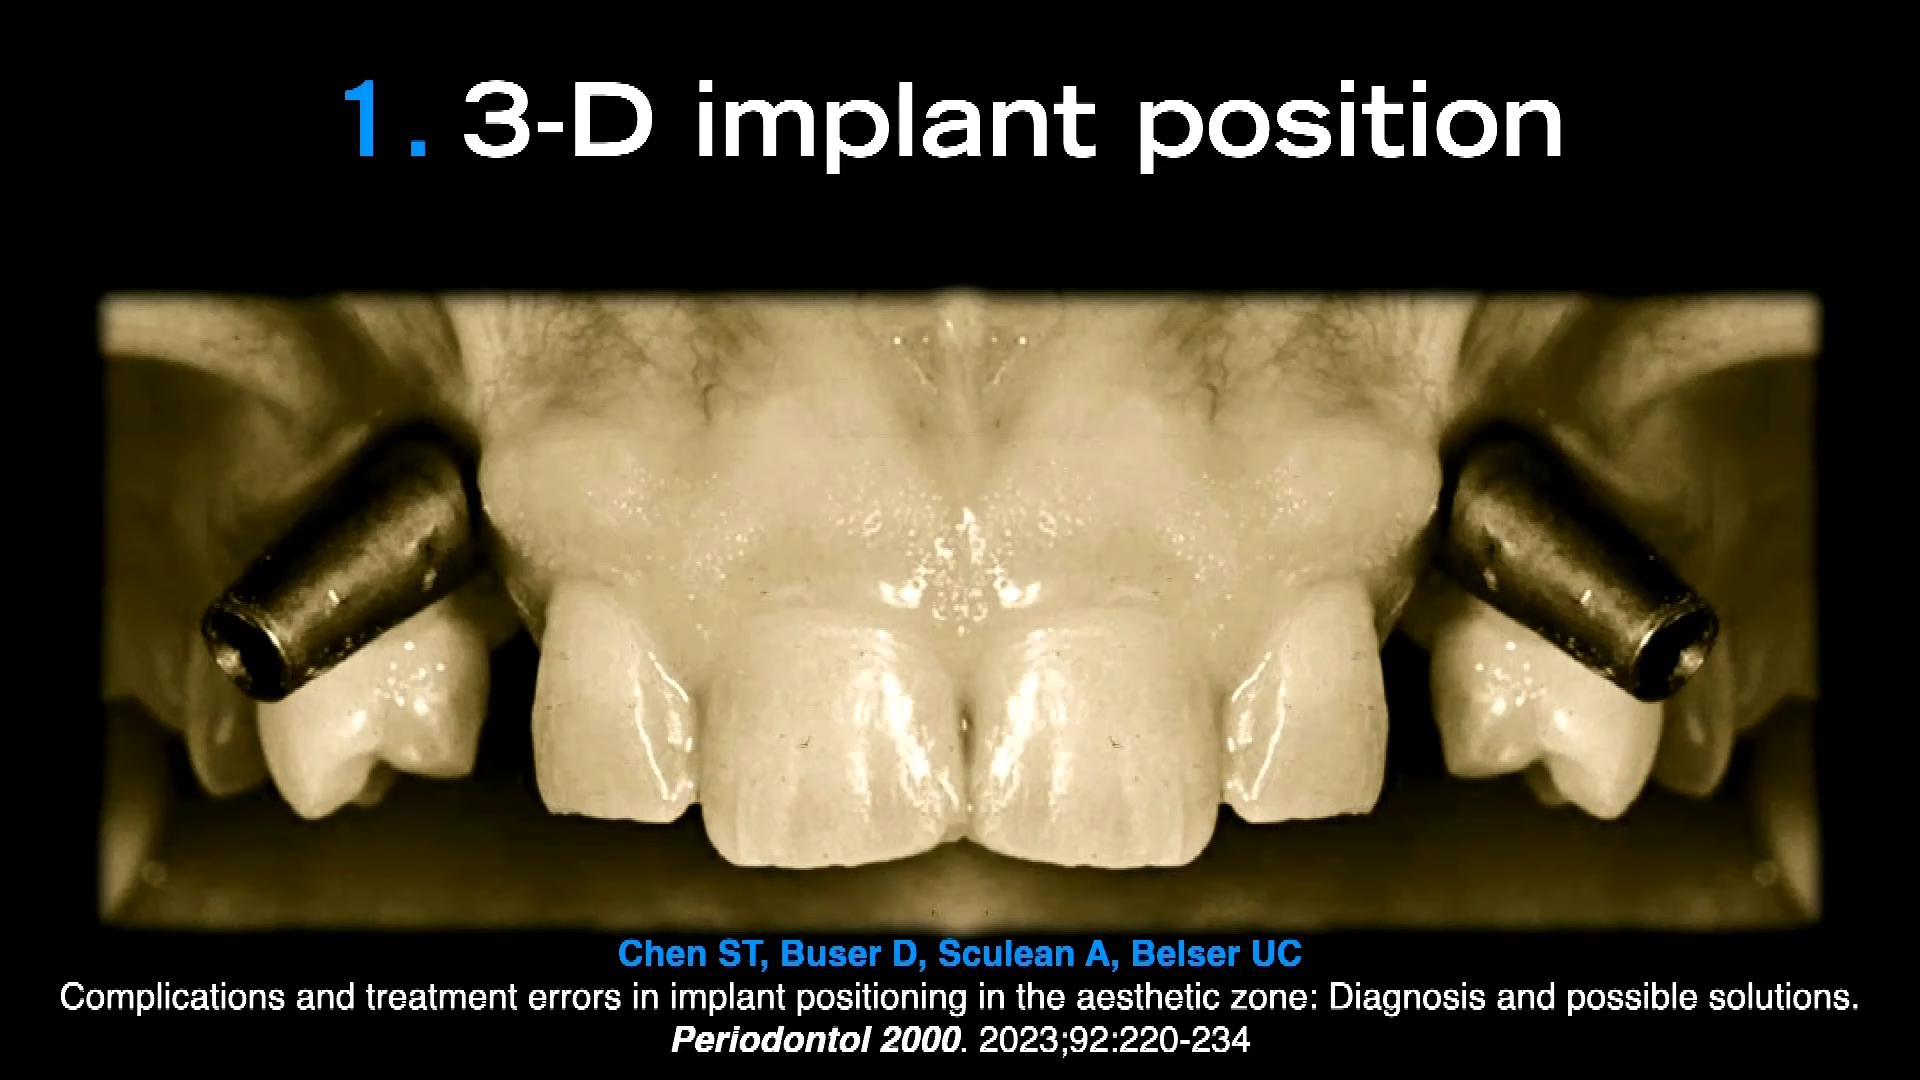 1. 3-D implant position
Chen ST, Buser D, Sculean A, Belser UC
Complications and treatment errors in implant positioning in the aesthetic zone: Diagnosis and possible solutions.
Periodontol 2000. 2023;92:220-234